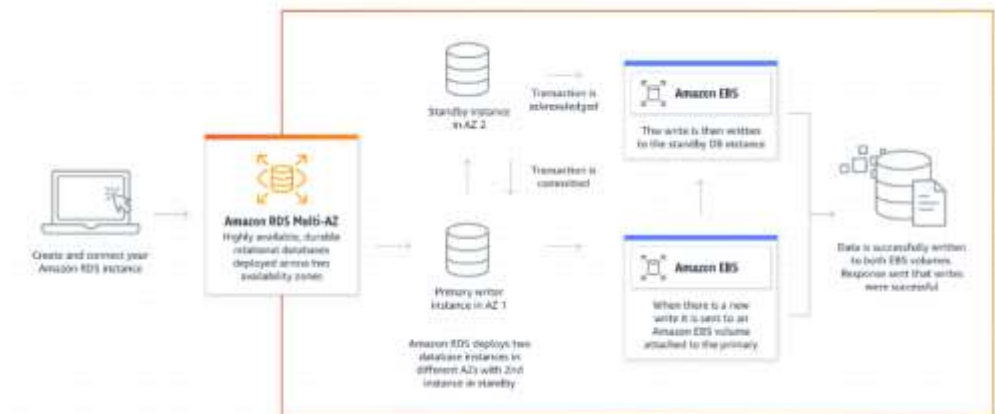 Create and connect your
Amazon RDS instance
Amazon RDS Multi-AZ
Highly available, durable
relational databases
deployed across two
availability zones
Standby instance
in AZ 2
Primary writer
instance in AZ 1
Amazon RDS deploys two
database instances in
different AZs with 2nd
instance in standby
Transaction is
acknowledged
Transaction is
committed
Amazon EBS
The write is then written
to the standby DB instance
Amazon EBS
When there is a new
write it is sent to an
Amazon EBS volume
attached to the primary
Data is successfully written
to both EBS volumes.
Response sent that writes
were successful